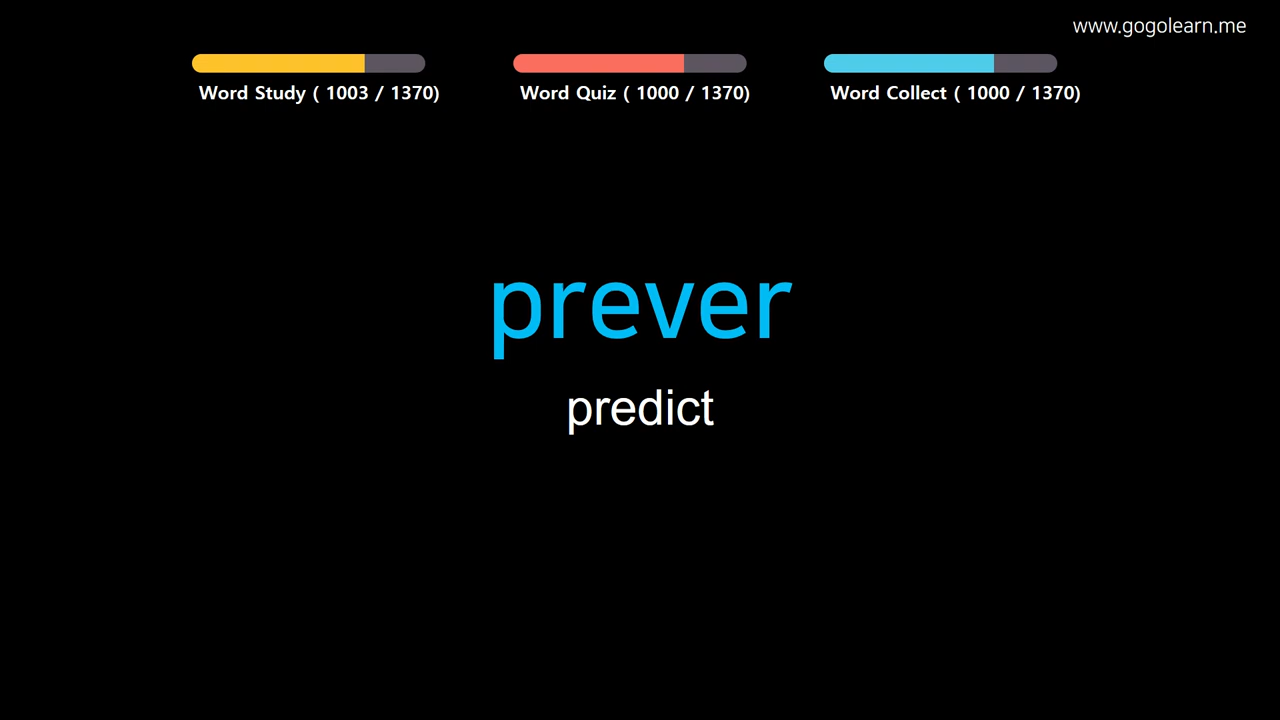 www.gogolearn.me
Word Study ( 1003 / 1370)
Word Quiz ( 1000 / 1370)
Word Collect ( 1000 / 1370)
prever
predict